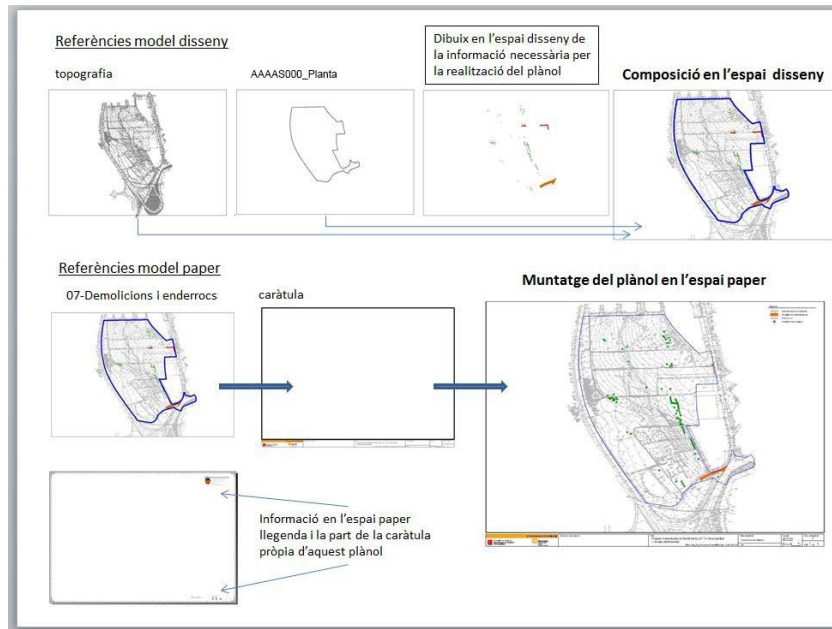 Referències model disseny
topografia
AAAAS000_Planta
Dibuix en l'espai disseny de
la informació necessària per
la realització del plànol
Composició en l'espai disseny
Referències model paper
07-Demolicions i enderrocs
caràtula
Muntatge del plànol en l'espai paper
Informació en l'espai paper
llegenda i la part de la caràtula
pròpia d'aquest plànol